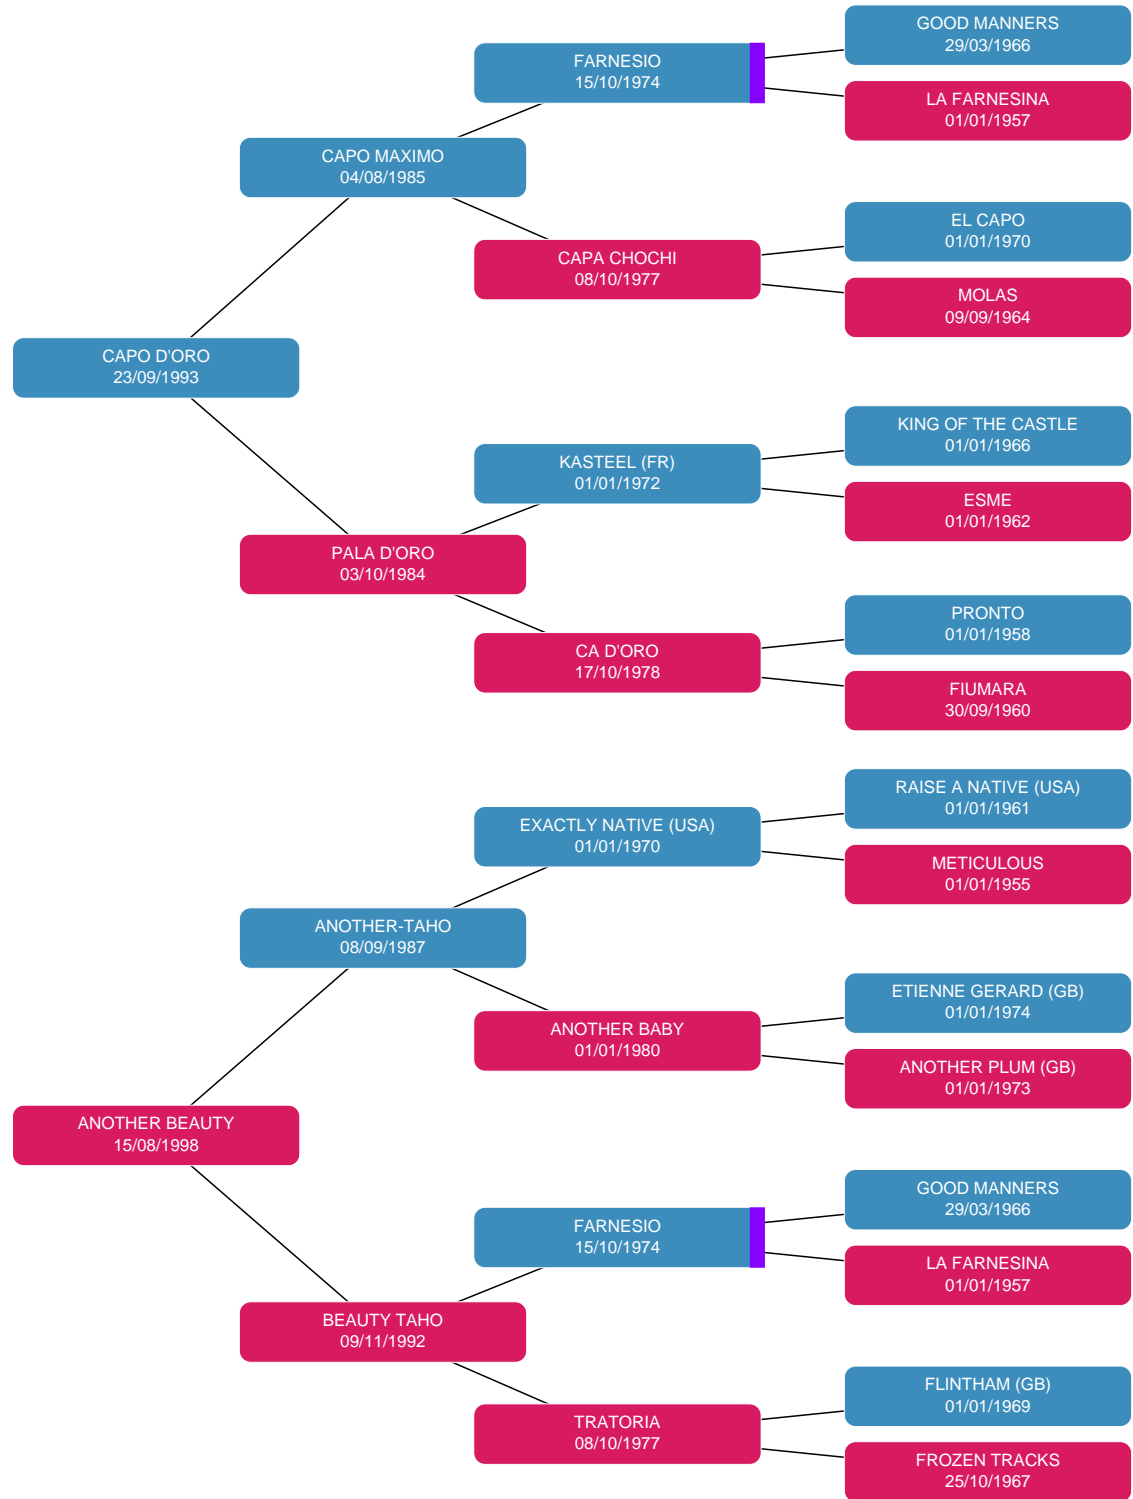 GOOD MANNERS
29/03/1966
FARNESIO
15/10/1974
LA FARNESINA
01/01/1957
CAPO MAXIMO
04/08/1985
EL CAPO
01/01/1970
CAPA CHOCHI
08/10/1977
MOLAS
09/09/1964
CAPO D'ORO
23/09/1993
KING OF THE CASTLE
01/01/1966
KASTEEL (FR)
01/01/1972
ESME
01/01/1962
PALA D'ORO
03/10/1984
PRONTO
01/01/1958
CA D'ORO
17/10/1978
FIUMARA
30/09/1960
RAISE A NATIVE (USA)
01/01/1961
EXACTLY NATIVE (USA)
01/01/1970
METICULOUS
01/01/1955
ANOTHER-TAHO
08/09/1987
ETIENNE GERARD (GB)
01/01/1974
ANOTHER BABY
01/01/1980
ANOTHER PLUM (GB)
01/01/1973
ANOTHER BEAUTY
15/08/1998
GOOD MANNERS
29/03/1966
FARNESIO
15/10/1974
LA FARNESINA
01/01/1957
BEAUTY TAHO
09/11/1992
FLINTHAM (GB)
01/01/1969
TRATORIA
08/10/1977
FROZEN TRACKS
25/10/1967